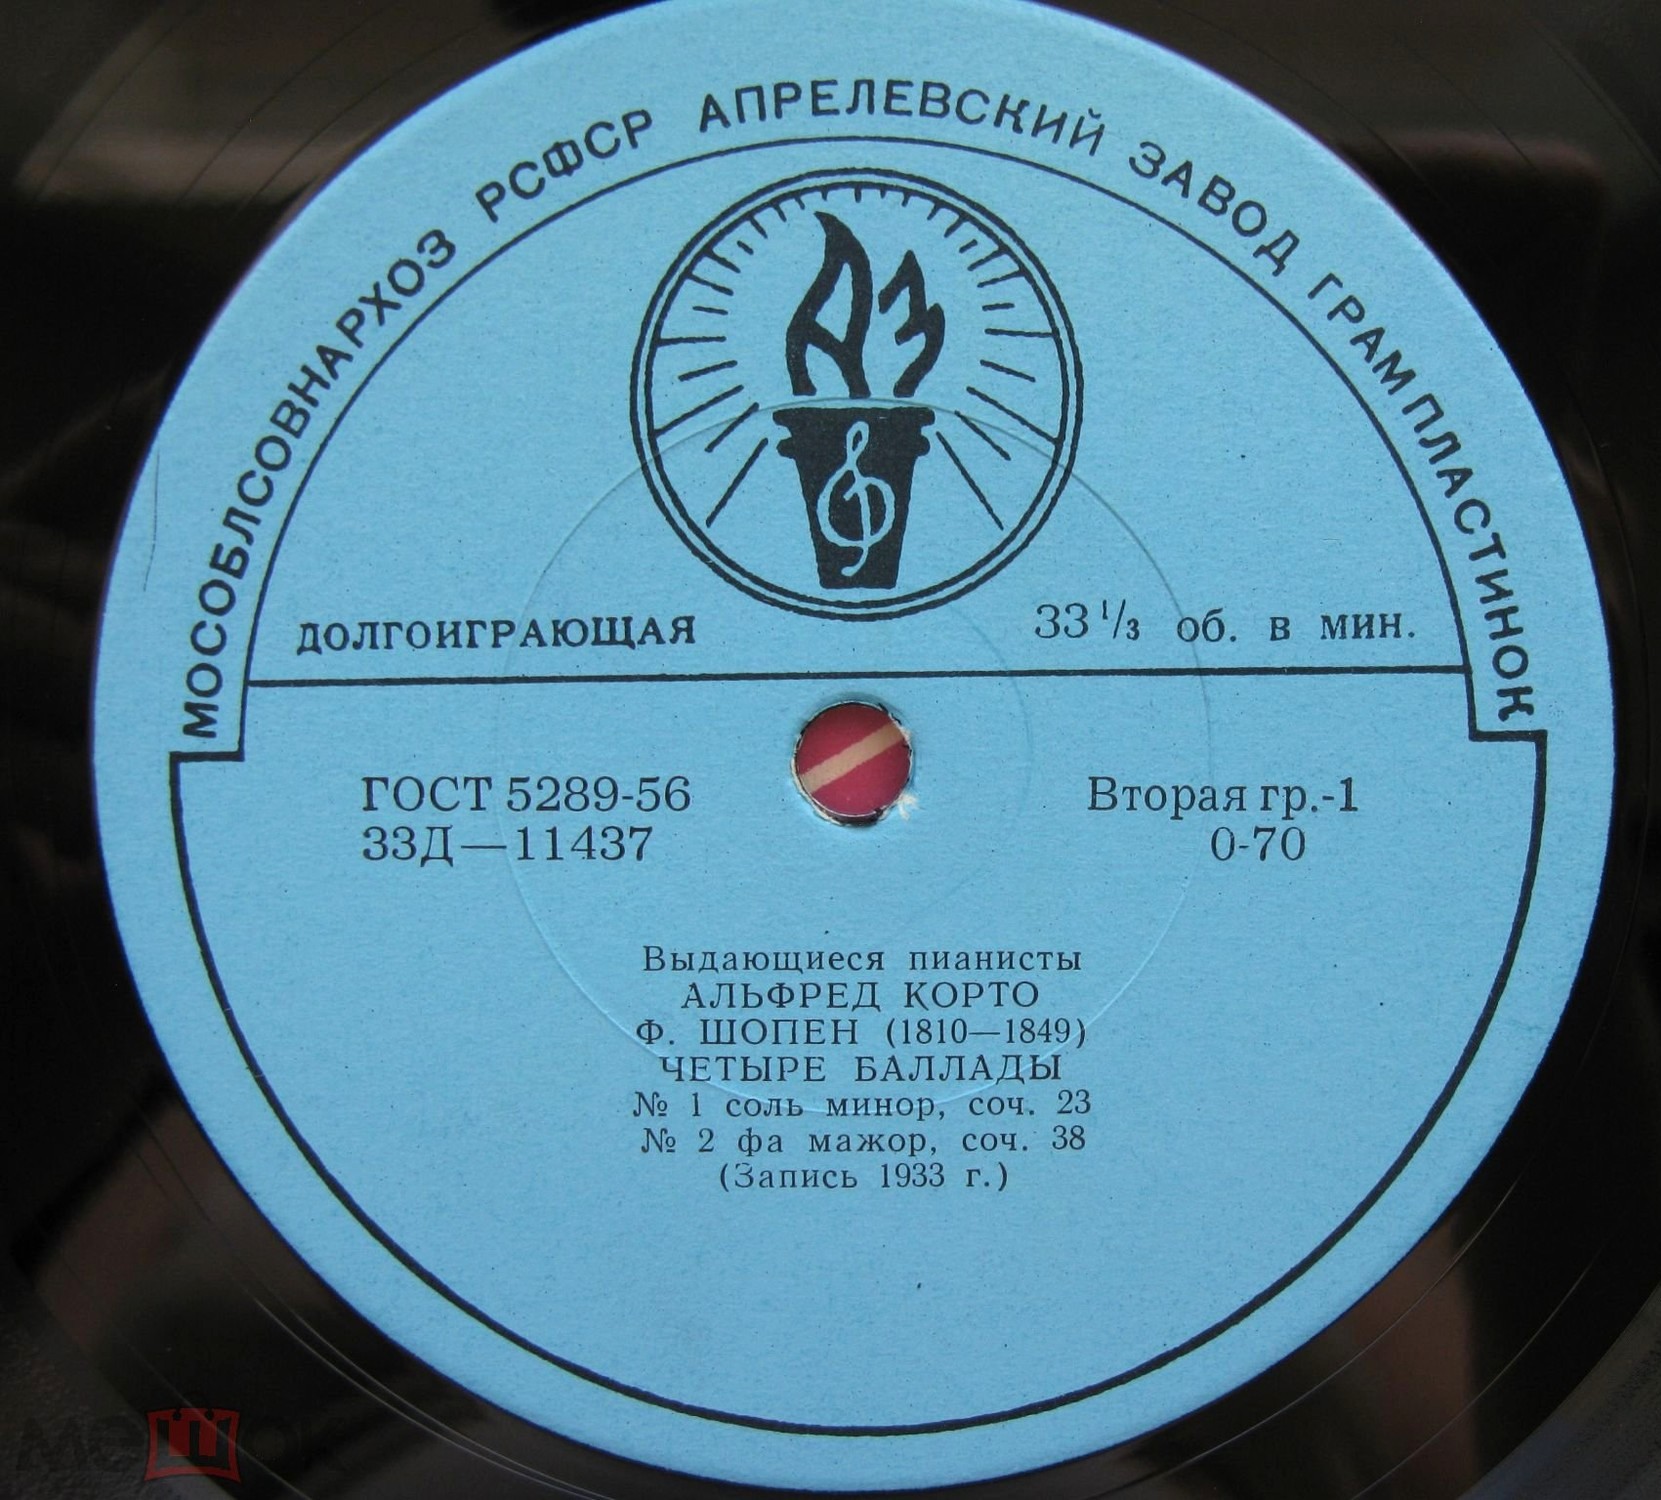 МОСОБЛСОВНАРХОЗ РСФСР АПРЕЛЕВСКИЙ ЗАВОД ГРАМПЛАСТИНОК
АЗ
ДОЛГОИГРАЮЩАЯ 33 1/3 об. в мин.
ГОСТ 5289-56 Вторая гр.-1
33Д—11437 0-70
Выдающиеся пианисты
АЛЬФРЕД КОРТО
Ф. ШОПЕН (1810—1849)
ЧЕТЫРЕ БАЛЛАДЫ
№ 1 соль минор, соч. 23
№ 2 фа мажор, соч. 38
(Запись 1933 г.)
мешок